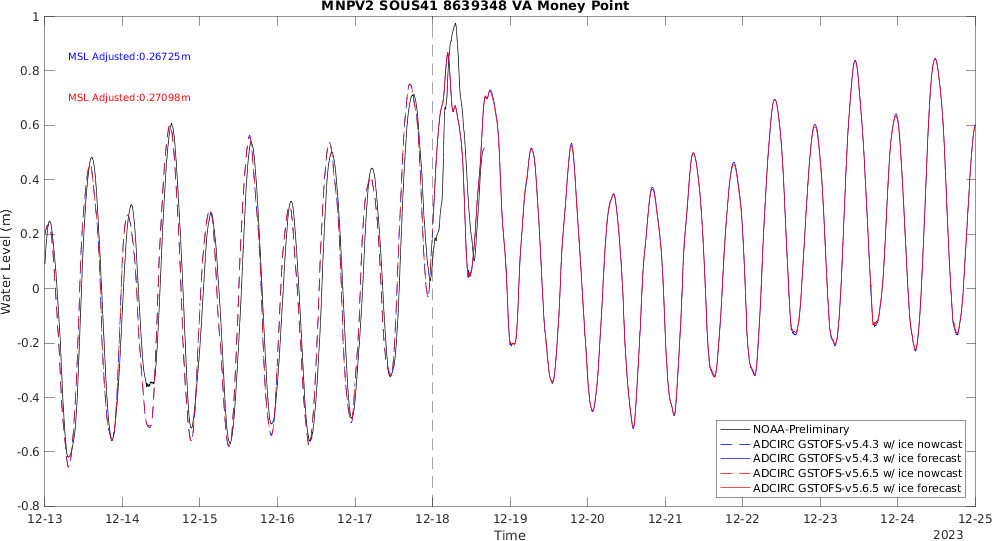 MNPV2 SOUS41 8639348 VA Money Point
MSL Adjusted:0.26725m
MSL Adjusted:0.27098m
Water Level (m)
1
0.8
0.6
0.4
0.2
0
-0.2
-0.4
-0.6
-0.8
NOAA-Preliminary
ADCIRC GSTOFS-v5.4.3 w/ ice nowcast
ADCIRC GSTOFS-v5.4.3 w/ ice forecast
ADCIRC GSTOFS-v5.6.5 w/ ice nowcast
ADCIRC GSTOFS-v5.6.5 w/ ice forecast
12-13 12-14 12-15 12-16 12-17 12-18 12-19 12-20 12-21 12-22 12-23 12-24 12-25
Time
2023